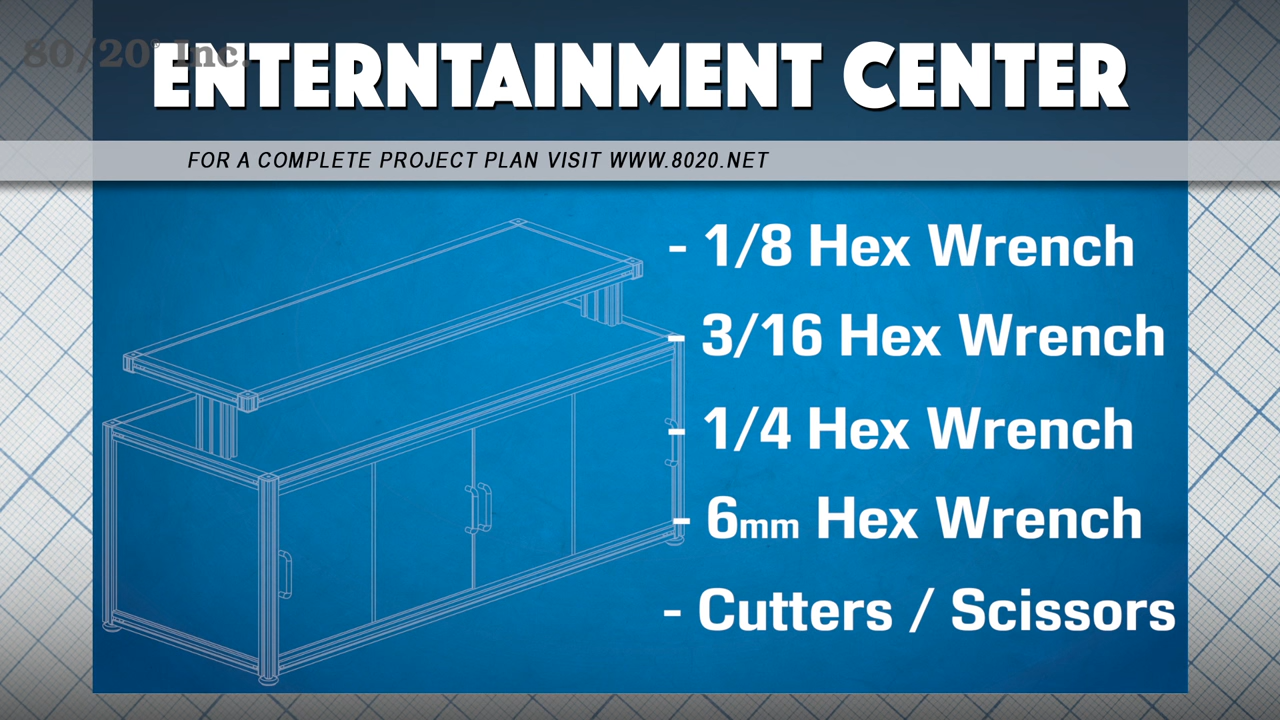 80/20® Inc.
ENTERNTAINMENT CENTER
FOR A COMPLETE PROJECT PLAN VISIT WWW.8020.NET
- 1/8 Hex Wrench
- 3/16 Hex Wrench
- 1/4 Hex Wrench
- 6mm Hex Wrench
- Cutters / Scissors